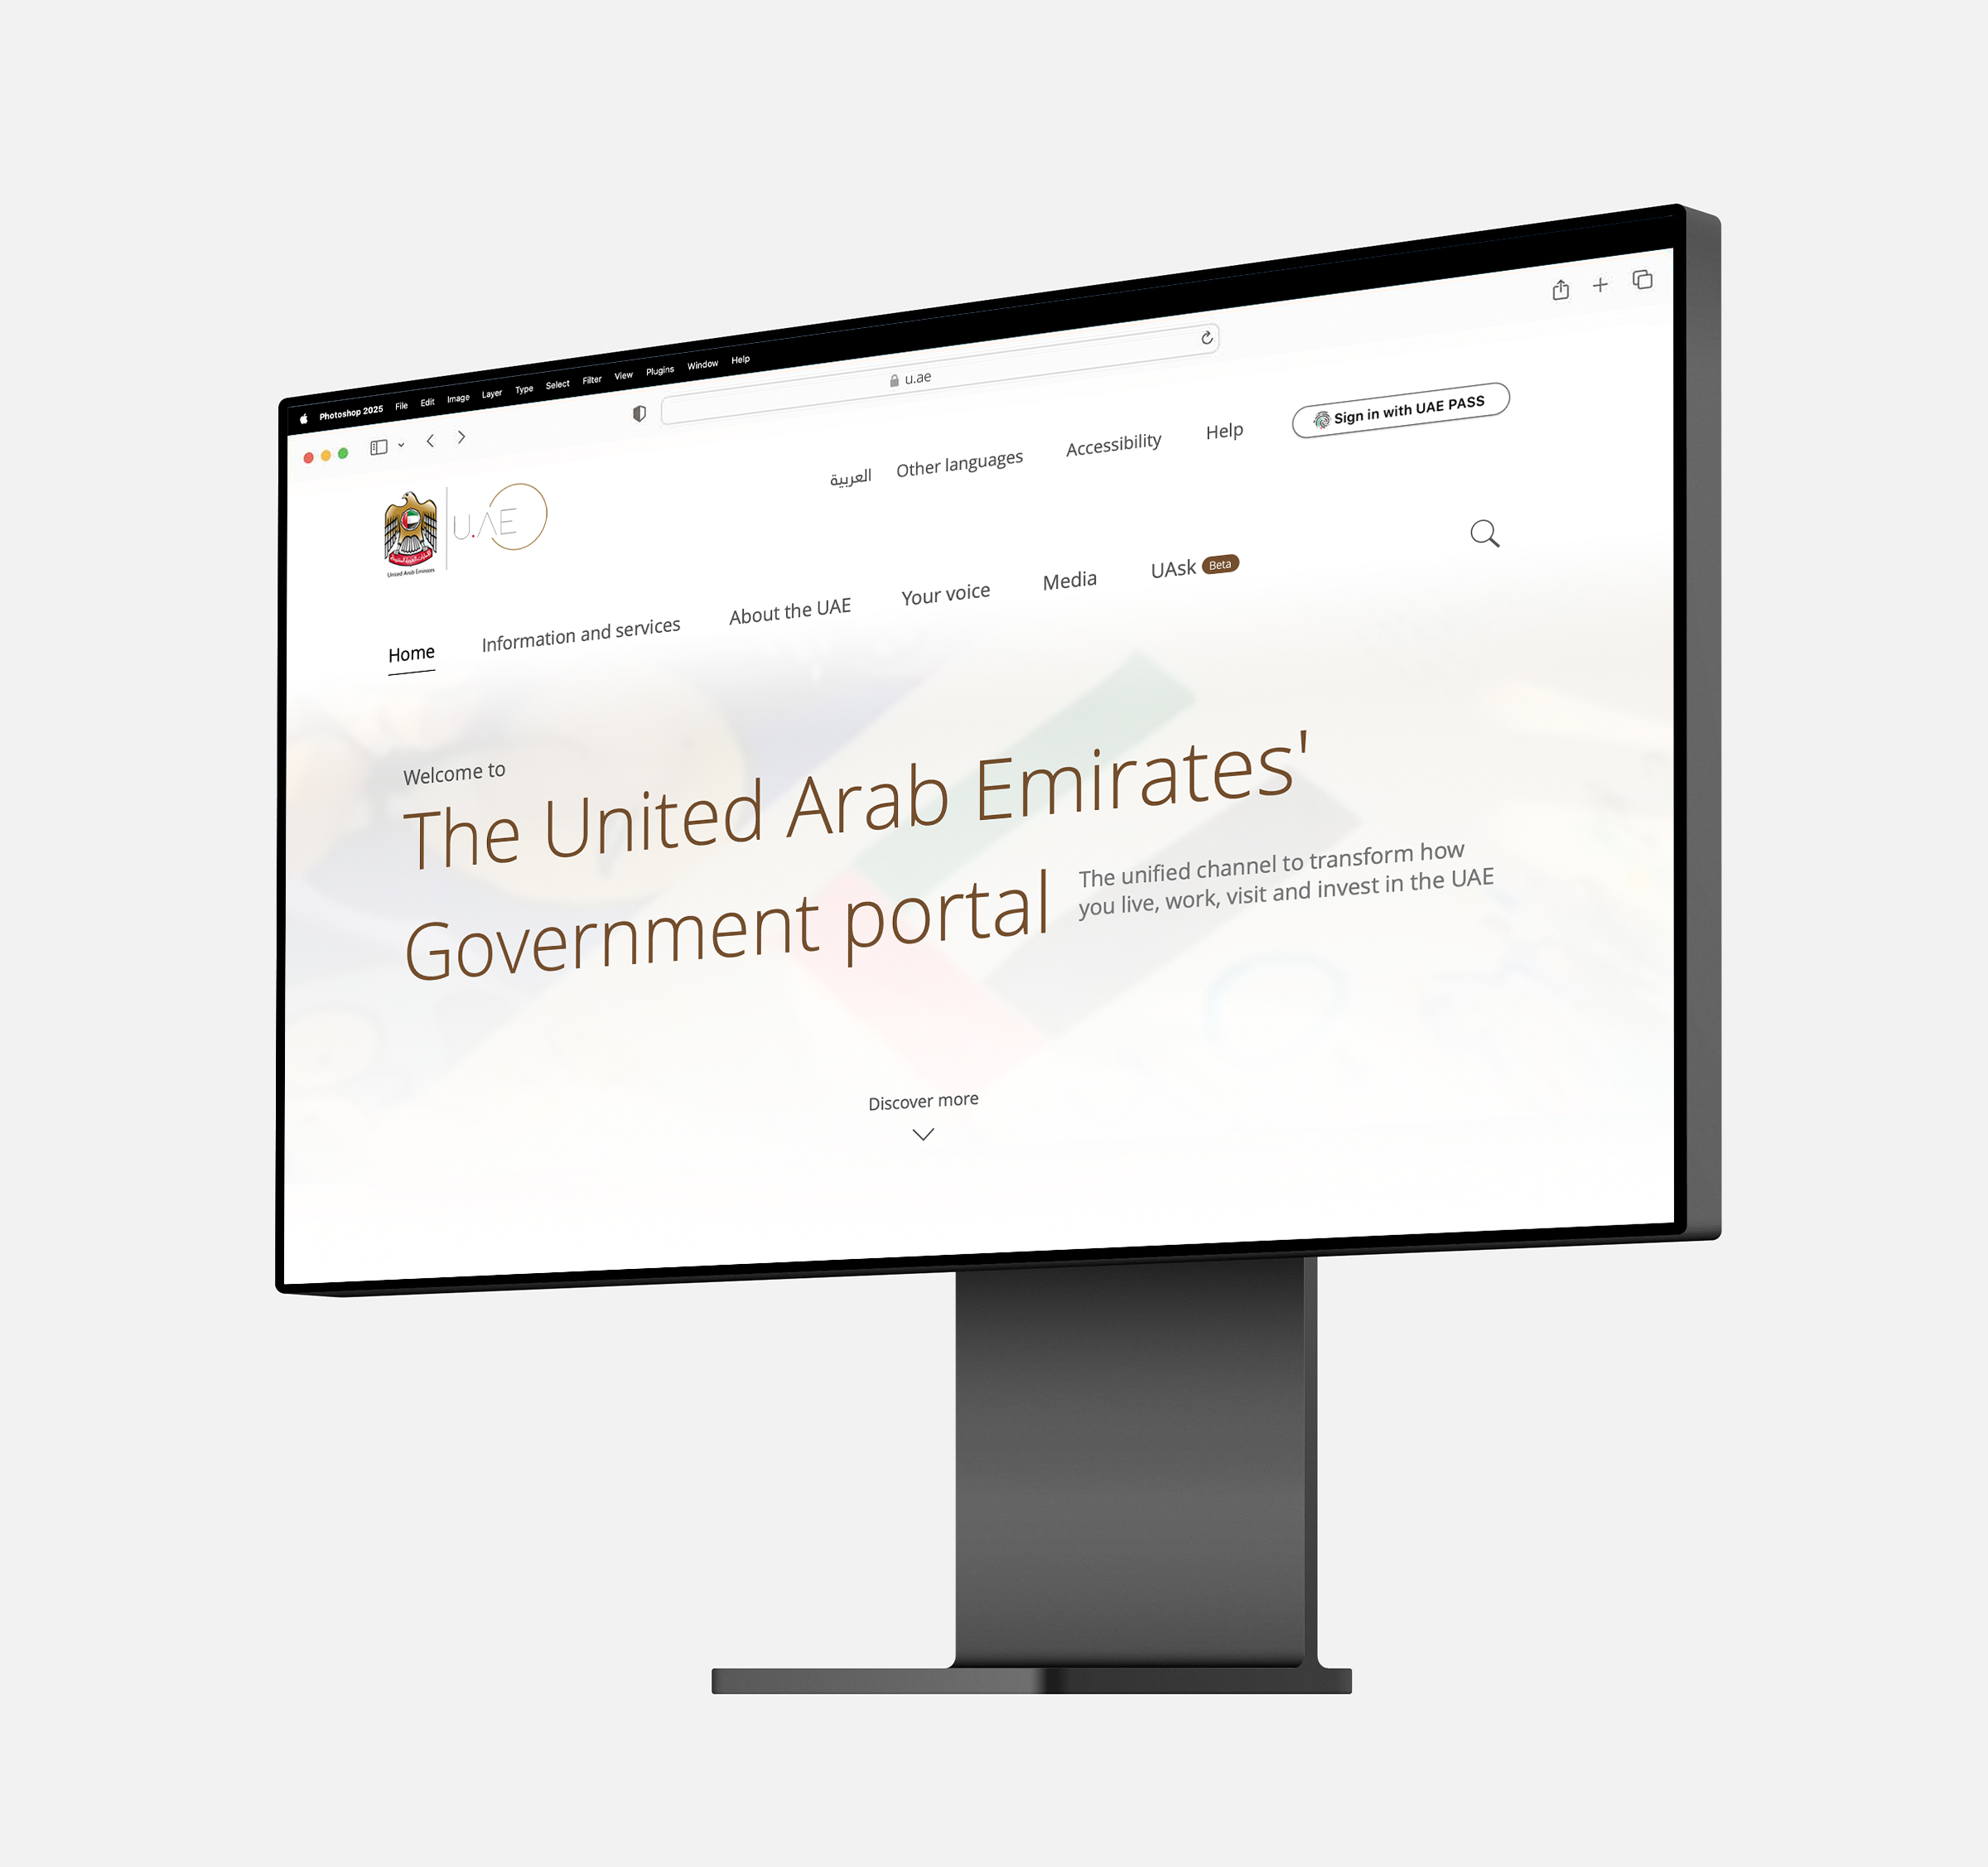 Photoshop 2025 File Edit Image Layer Type Select Filter View Plugins Window Help
u.ae
العربية Other languages Accessibility Help Sign in with UAE PASS
U.AE
United Arab Emirates
Home Information and services About the UAE Your voice Media UAsk Beta
Welcome to
The United Arab Emirates'
Government portal
The unified channel to transform how
you live, work, visit and invest in the UAE
Discover more